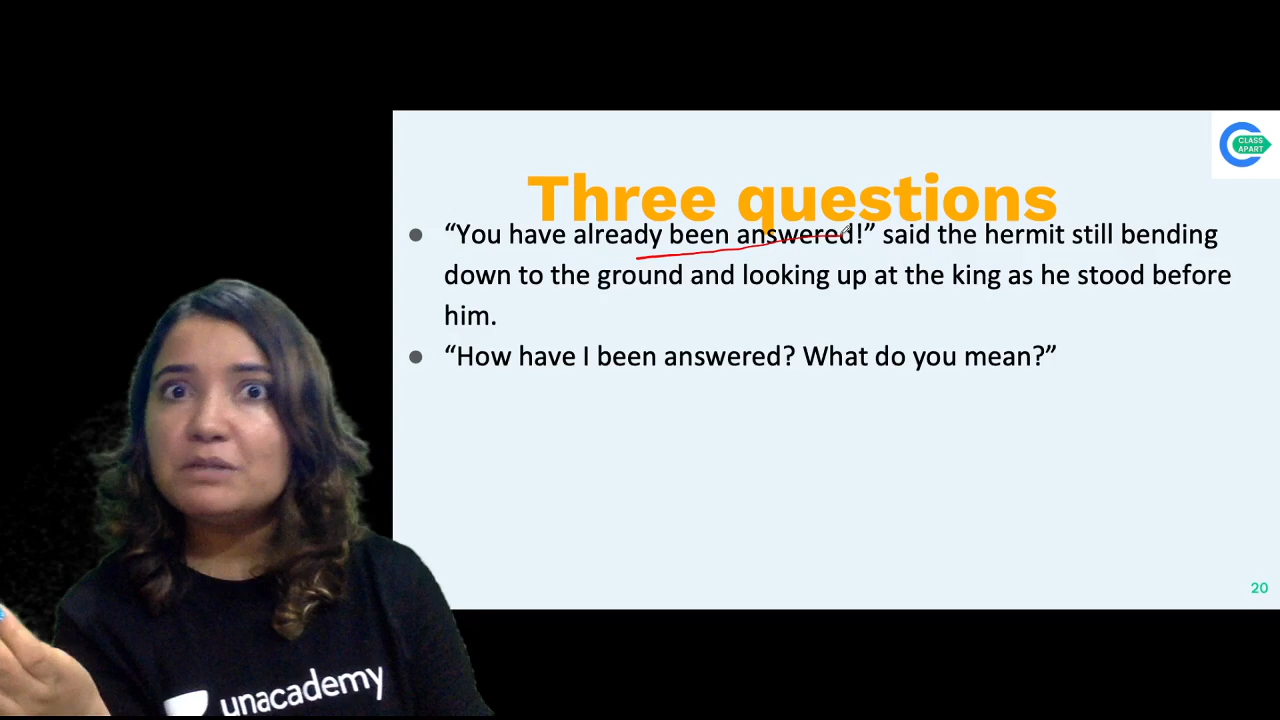 CLASS
APART
Three questions
● “You have already been answered!” said the hermit still bending
down to the ground and looking up at the king as he stood before
him.
● “How have I been answered? What do you mean?”
20
unacademy